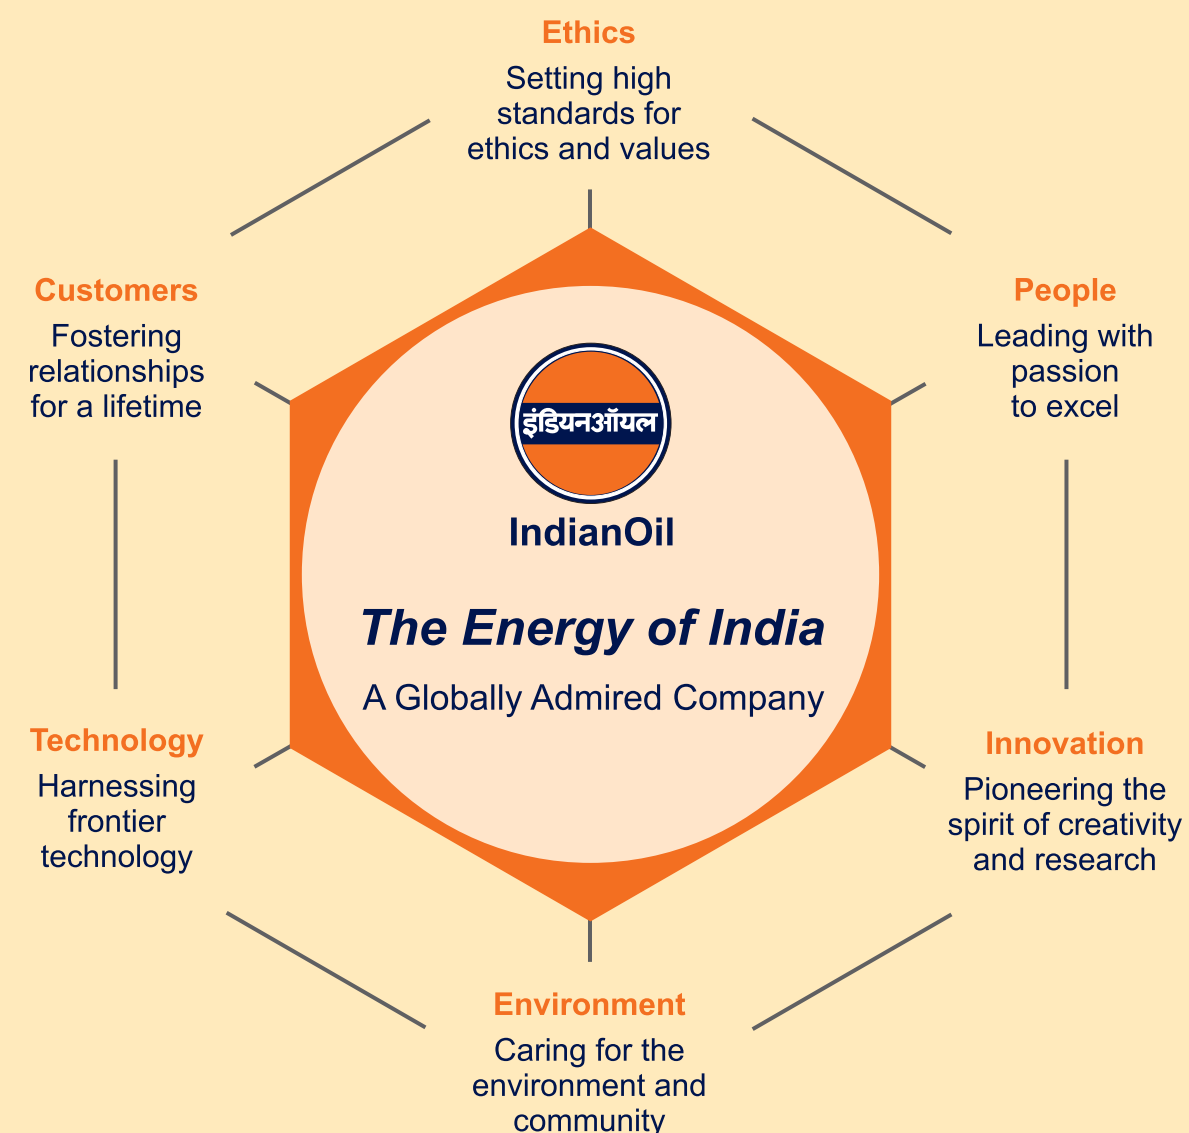 Ethics
Setting high
standards for
ethics and values
Customers
Fostering
relationships
for a lifetime
People
Leading with
passion
to excel
इंडियनऑयल
IndianOil
The Energy of India
A Globally Admired Company
Technology
Harnessing
frontier
technology
Innovation
Pioneering the
spirit of creativity
and research
Environment
Caring for the
environment and
community